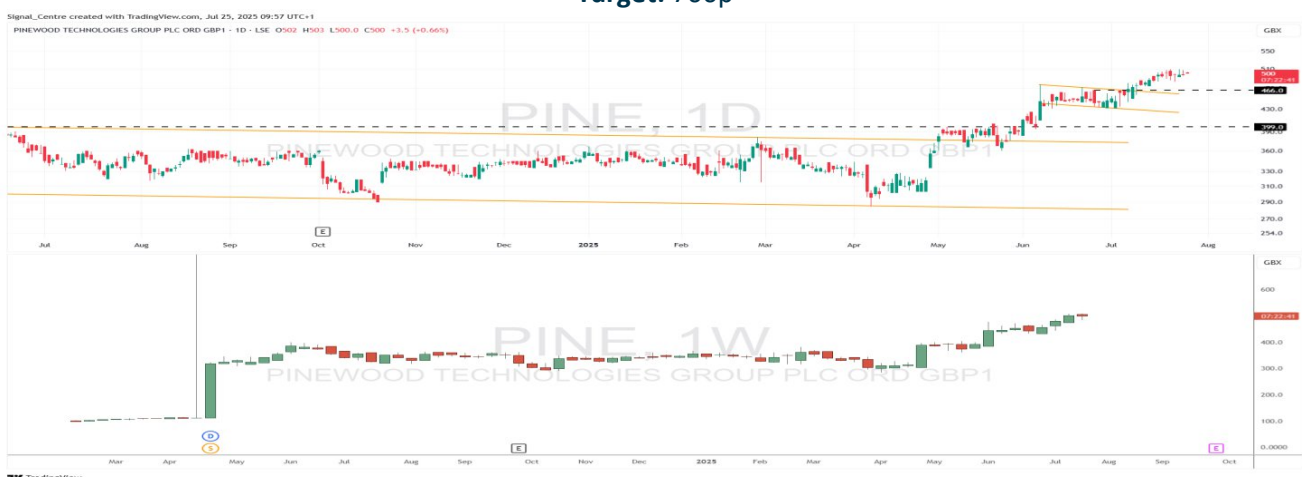 Target: 700p
Signal_Centre created with TradingView.com, Jul 25, 2025 09:57 UTC+1
PINEWOOD TECHNOLOGIES GROUP PLC ORD GBP1 · 1D · LSE O502 H503 L500.0 C500 +3.5 (+0.66%)
GBX
550
510
500
07:22:41
466.0
430.0
399.0
390.0
360.0
330.0
310.0
290.0
270.0
254.0
PINE, 1D
PINEWOOD TECHNOLOGIES GROUP PLC ORD GBP1
E
Jul Aug Sep Oct Nov Dec 2025 Feb Mar Apr May Jun Jul Aug
GBX
600
07:22:41
400.0
300.0
200.0
100.0
0.0000
PINE, 1W
PINEWOOD TECHNOLOGIES GROUP PLC ORD GBP1
D
S
E
E
Mar Apr May Jun Jul Aug Sep Oct Nov Dec 2025 Feb Mar Apr May Jun Jul Aug Sep Oct
TradingView